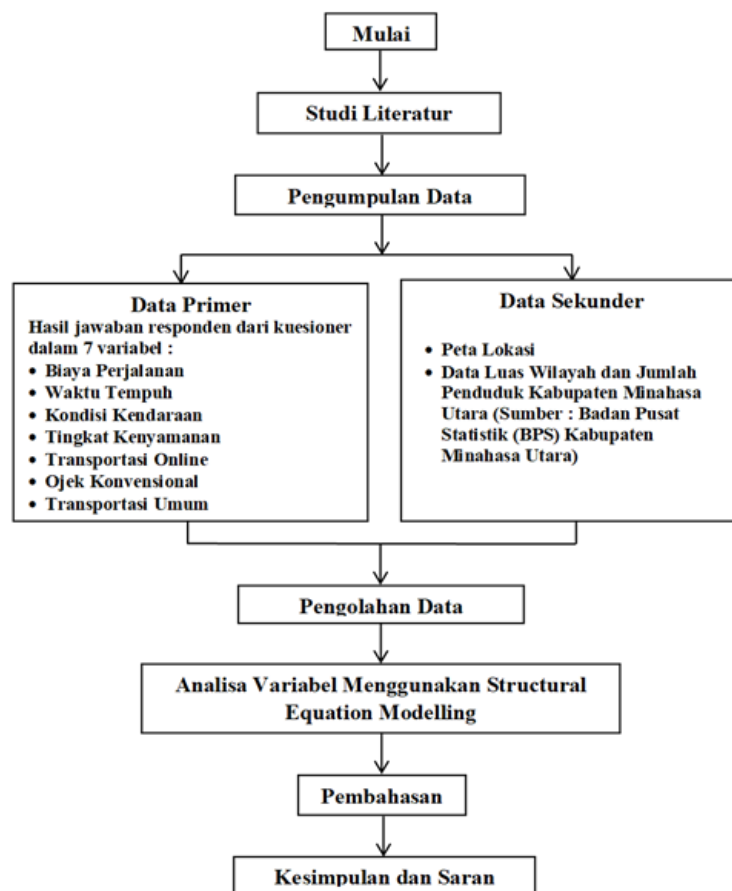 Mulai
Studi Literatur
Pengumpulan Data
Data Primer
Hasil jawaban responden dari kuesioner
dalam 7 variabel :
• Biaya Perjalanan
• Waktu Tempuh
• Kondisi Kendaraan
• Tingkat Kenyamanan
• Transportasi Online
• Ojek Konvensional
• Transportasi Umum
Data Sekunder
• Peta Lokasi
• Data Luas Wilayah dan Jumlah
Penduduk Kabupaten Minahasa
Utara (Sumber : Badan Pusat
Statistik (BPS) Kabupaten
Minahasa Utara)
Pengolahan Data
Analisa Variabel Menggunakan Structural
Equation Modelling
Pembahasan
Kesimpulan dan Saran